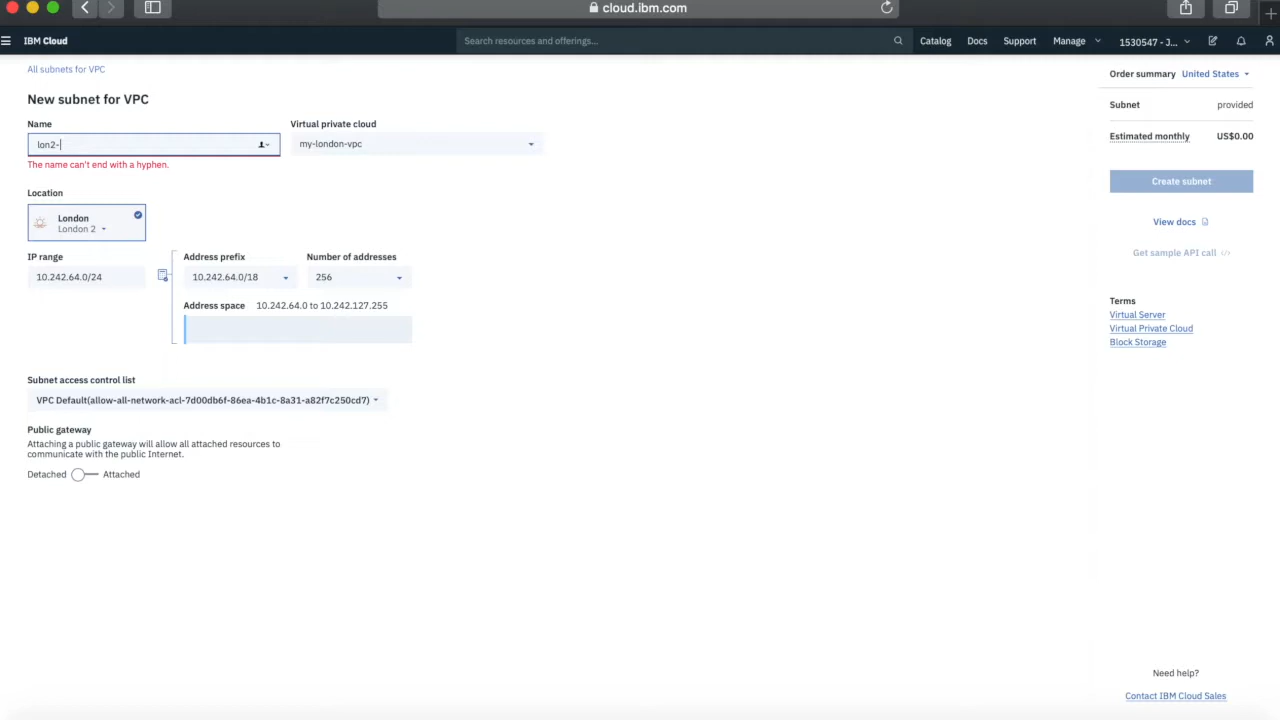 cloud.ibm.com
IBM Cloud
Search resources and offerings...
Catalog
Docs
Support
Manage
1530547 - J...
All subnets for VPC
New subnet for VPC
Name
Virtual private cloud
lon2-
my-london-vpc
The name can't end with a hyphen.
Location
London
London 2
IP range
Address prefix
Number of addresses
10.242.64.0/24
10.242.64.0/18
256
Address space 10.242.64.0 to 10.242.127.255
Subnet access control list
VPC Default(allow-all-network-acl-7d00db6f-86ea-4b1c-8a31-a82f7c250cd7)
Public gateway
Attaching a public gateway will allow all attached resources to
communicate with the public Internet.
Detached
Attached
Order summary
United States
Subnet
provided
Estimated monthly
US$0.00
Create subnet
View docs
Get sample API call
Terms
Virtual Server
Virtual Private Cloud
Block Storage
Need help?
Contact IBM Cloud Sales